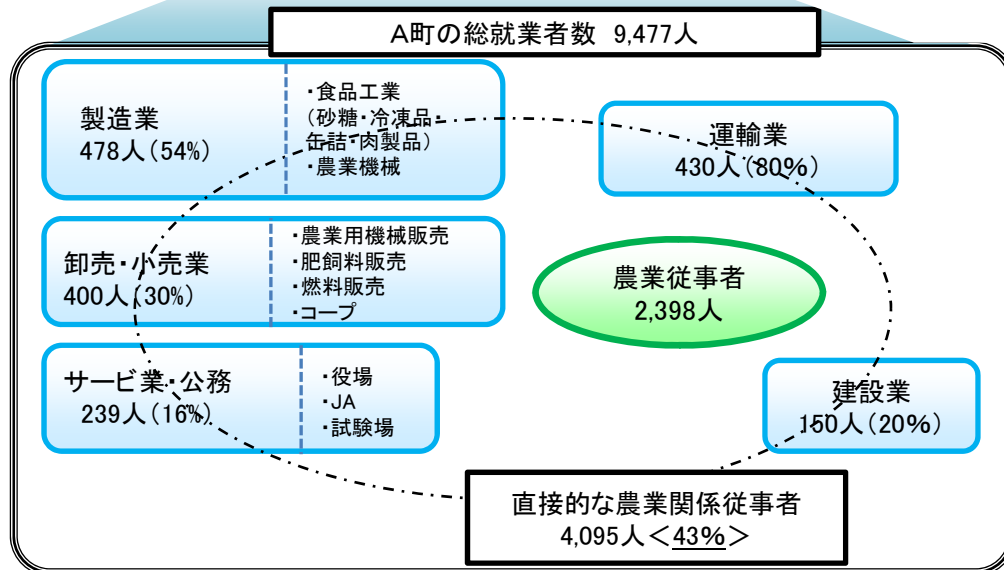 A町の総就業者数 9,477人
製造業
478人(54%)
・食品工業
(砂糖・冷凍品・
缶詰・肉製品)
・農業機械
運輸業
430人(80%)
卸売・小売業
400人(30%)
・農業用機械販売
・肥飼料販売
・燃料販売
・コープ
農業従事者
2,398人
サービ業・公務
239人(16%)
・役場
・JA
・試験場
建設業
150人(20%)
直接的な農業関係従事者
4,095人<43%>